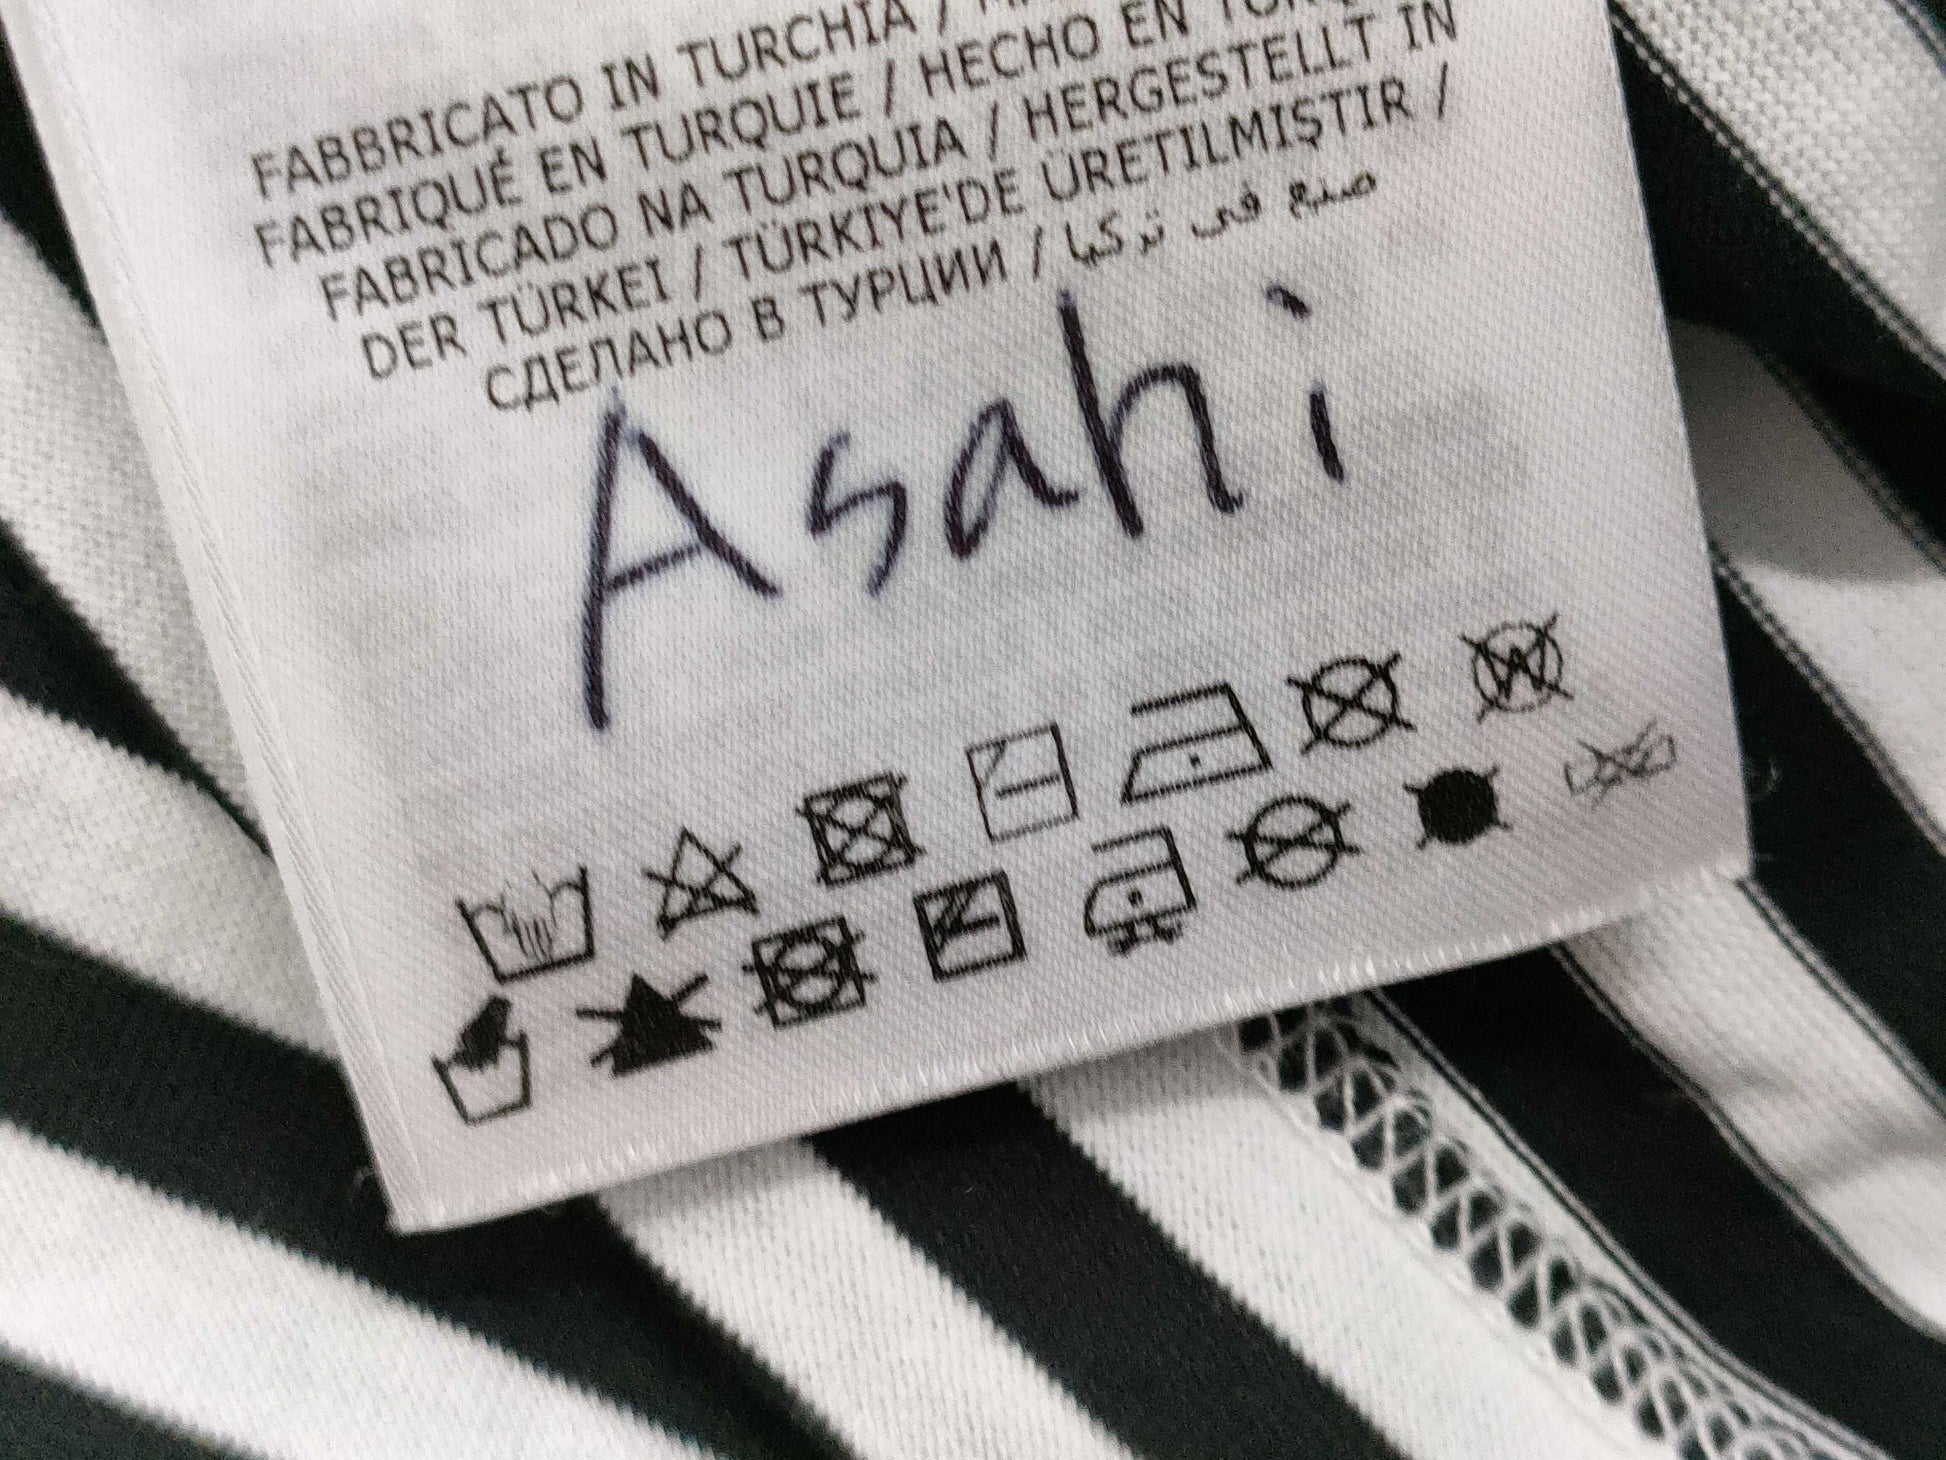 FABBRICATO IN TURCHIA /
FABRIQUÉ EN TURQUIE / HECHO EN
FABRICADO NA TURQUIA / HERGESTELLT IN
DER TÜRKEI / TÜRKIYE'DE ÜRETILMIŞTIR /
СДЕЛАНО В ТУРЦИИ / صنع في تركيا
Asahi
W